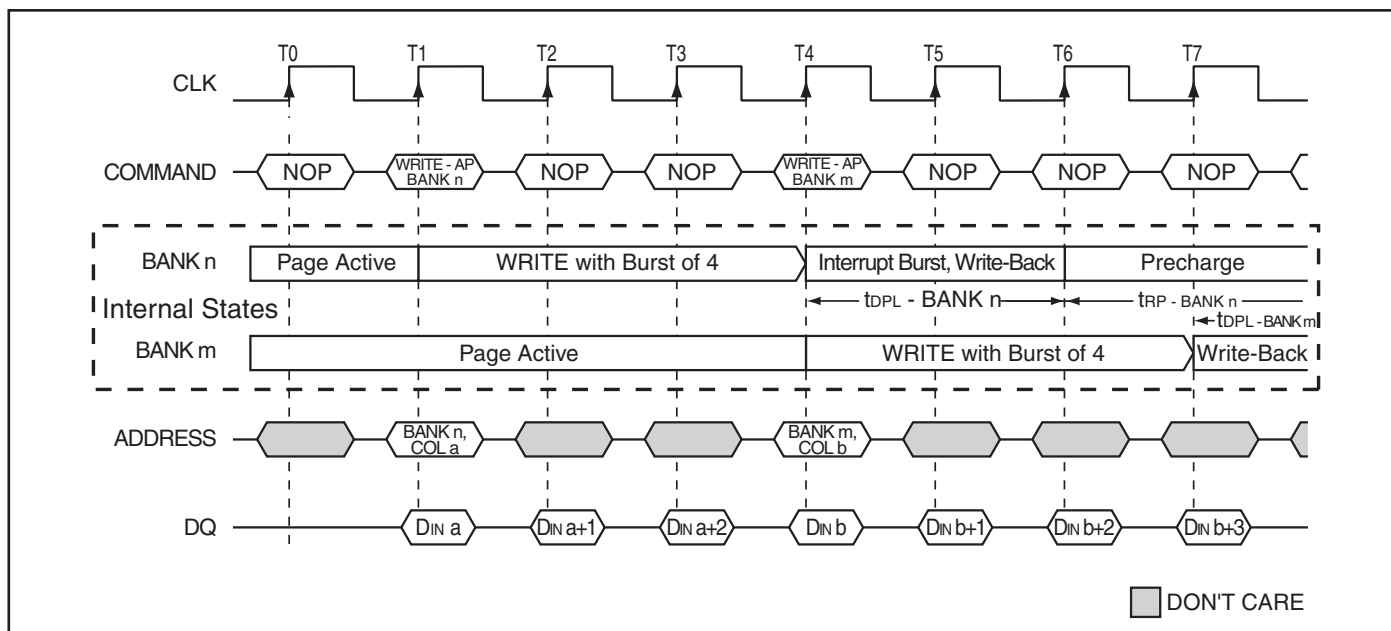 T0 T1 T2 T3 T4 T5 T6 T7
CLK
COMMAND NOP WRITE - AP BANK n NOP NOP WRITE - AP BANK m NOP NOP NOP
BANK n Page Active WRITE with Burst of 4 Interrupt Burst, Write-Back Precharge
tDPL - BANK n tRP - BANK n
Internal States
tDPL - BANK m
BANK m Page Active WRITE with Burst of 4 Write-Back
ADDRESS BANK n, COL a BANK m, COL b
DQ DIN a DIN a+1 DIN a+2 DIN b DIN b+1 DIN b+2 DIN b+3
DON'T CARE